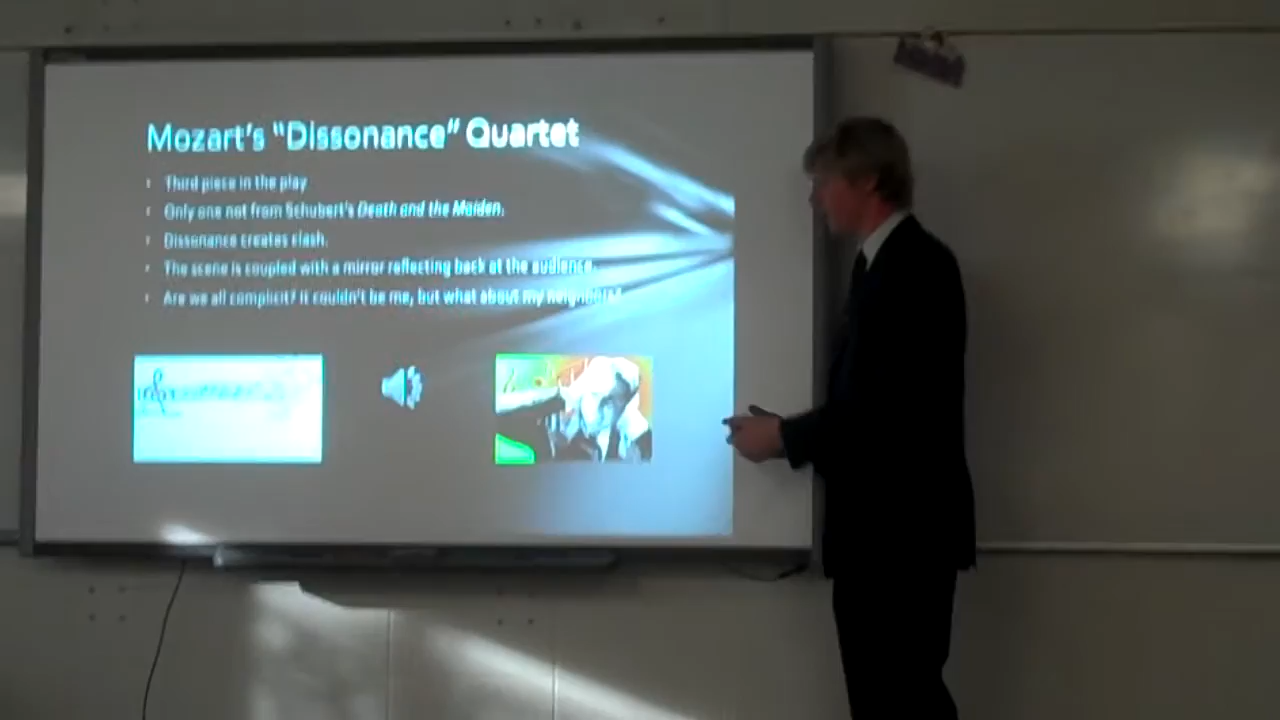 Mozart's "Dissonance" Quartet
Third piece in the play
Only one not from Schubert's Death and the Maiden.
Dissonance creates clash.
The scene is coupled with a mirror reflecting back at the audience.
Are we all complicit? It couldn't be me, but what about my neighbors?